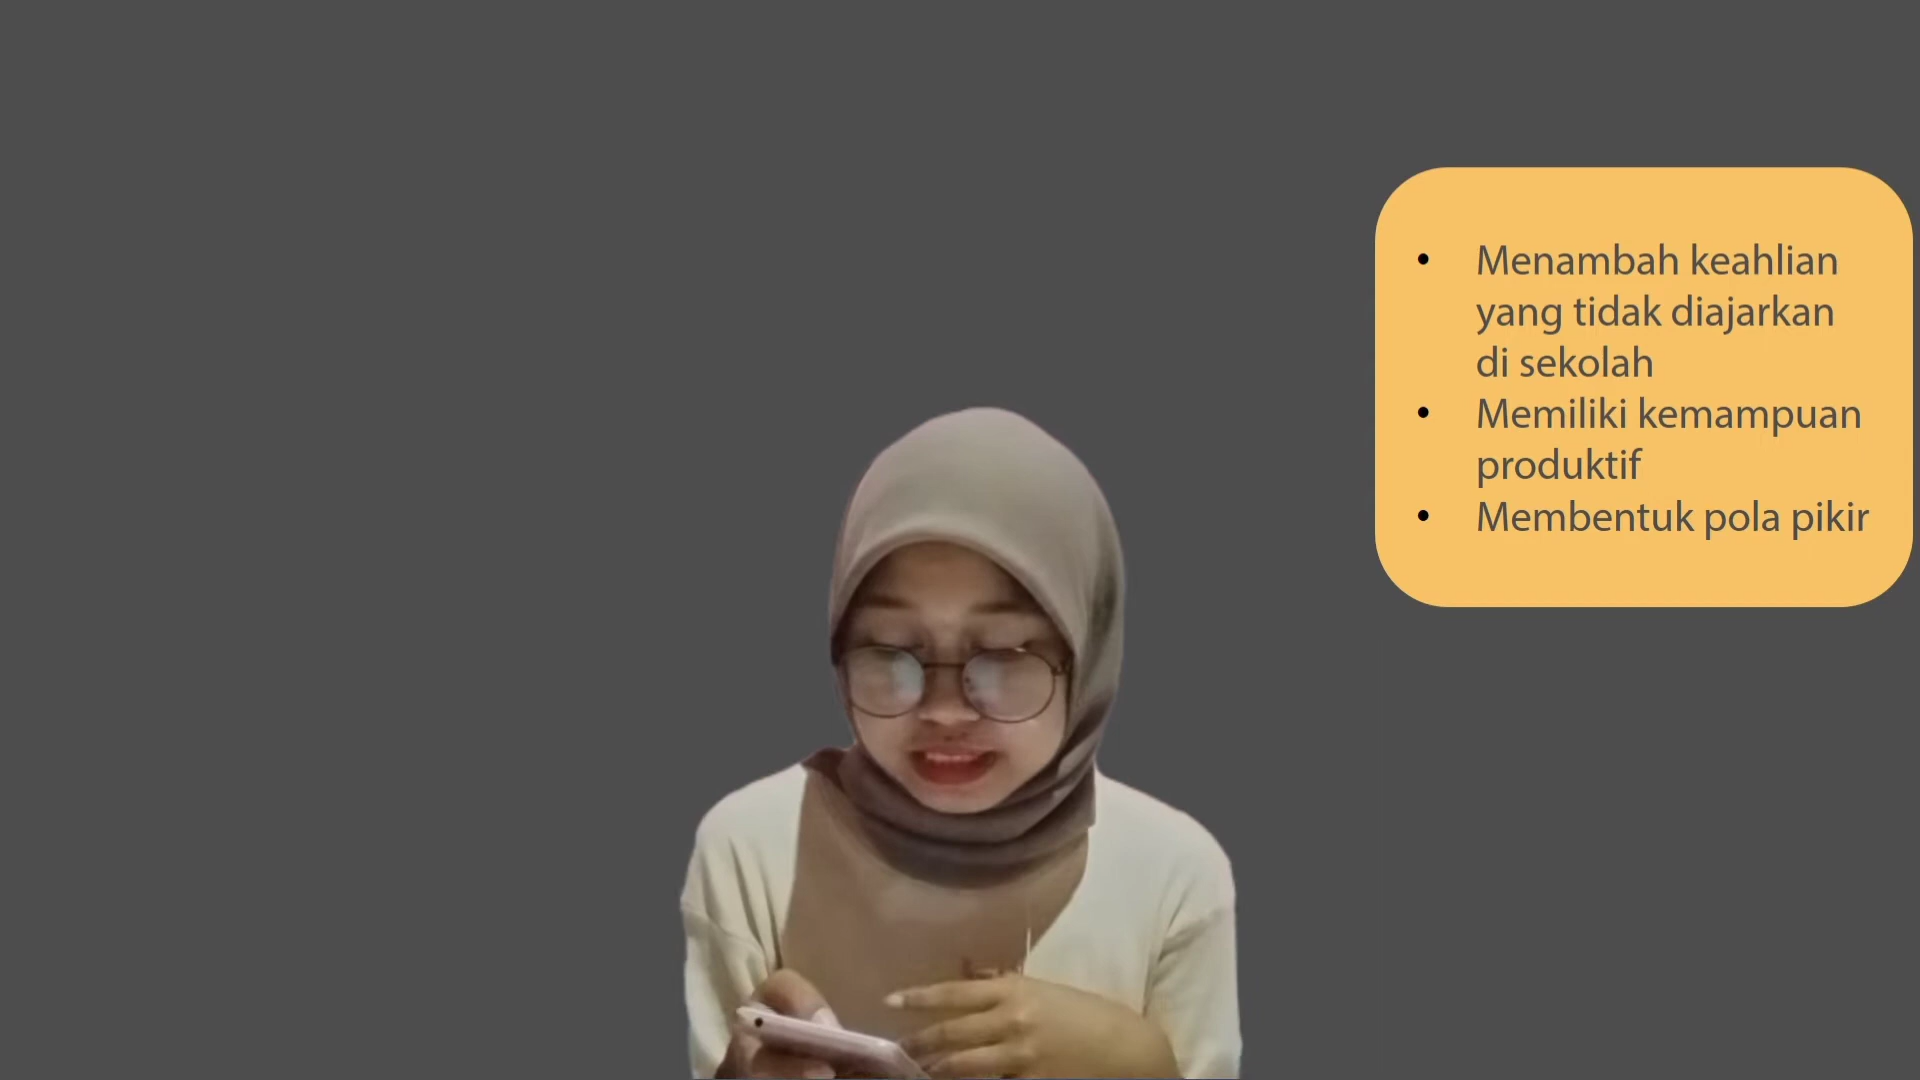 • Menambah keahlian
yang tidak diajarkan
di sekolah
• Memiliki kemampuan
produktif
• Membentuk pola pikir